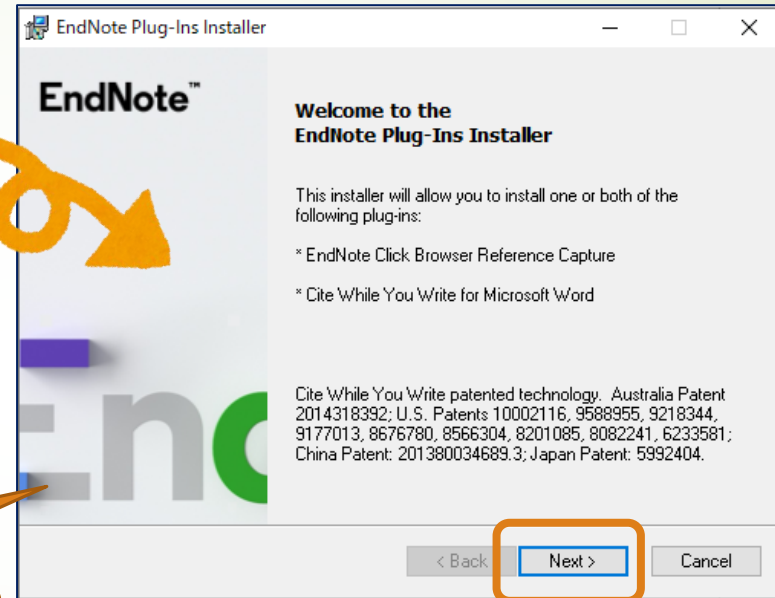 EndNote Plug-Ins Installer
EndNote™
Welcome to the
EndNote Plug-Ins Installer
This installer will allow you to install one or both of the
following plug-ins:
* EndNote Click Browser Reference Capture
* Cite While You Write for Microsoft Word
Cite While You Write patented technology. Australia Patent
2014318392; U.S. Patents 10002116, 9588955, 9218344,
9177013, 8676780, 8566304, 8201085, 8082241, 6233581;
China Patent: 201380034689.3; Japan Patent: 5992404.
< Back
Next >
Cancel